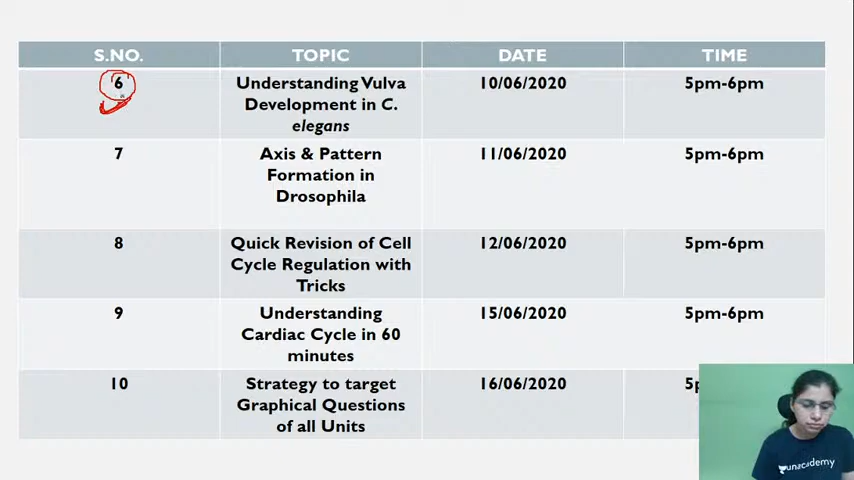 S.NO. TOPIC DATE TIME
6 Understanding Vulva 10/06/2020 5pm-6pm
Development in C.
elegans
7 Axis & Pattern 11/06/2020 5pm-6pm
Formation in
Drosophila
8 Quick Revision of Cell 12/06/2020 5pm-6pm
Cycle Regulation with
Tricks
9 Understanding 15/06/2020 5pm-6pm
Cardiac Cycle in 60
minutes
10 Strategy to target 16/06/2020
Graphical Questions
of all Units
unacademy